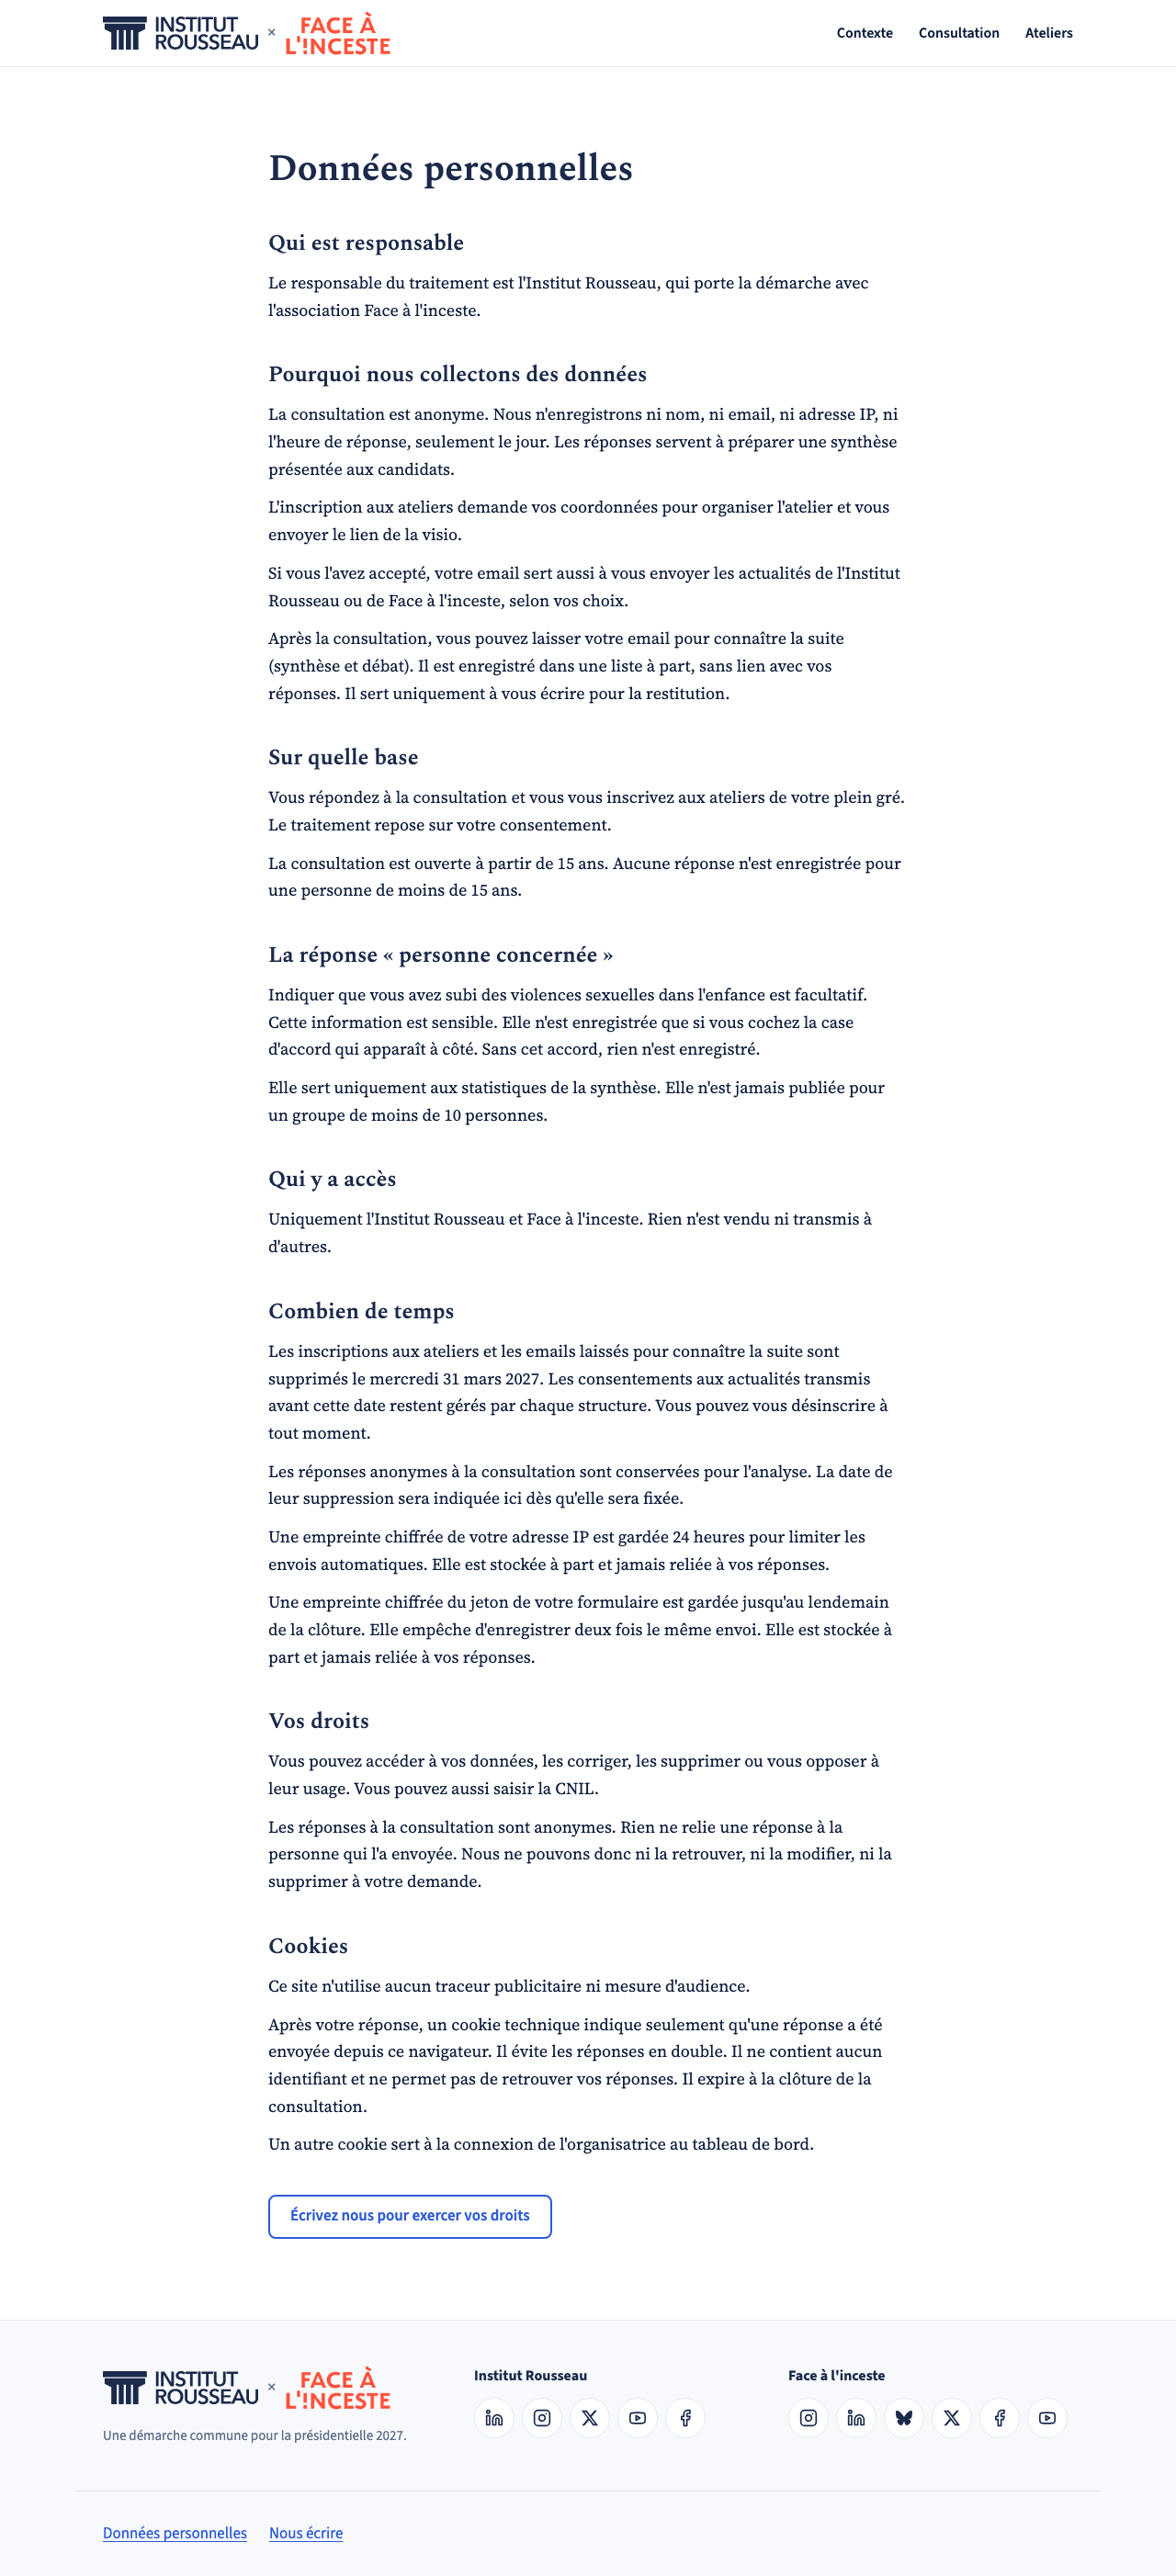 INSTITUT
ROUSSEAU
×
FACE À
L'INCESTE
Contexte
Consultation
Ateliers
Données personnelles
Qui est responsable
Le responsable du traitement est l'Institut Rousseau, qui porte la démarche avec
l'association Face à l'inceste.
Pourquoi nous collectons des données
La consultation est anonyme. Nous n'enregistrons ni nom, ni email, ni adresse IP, ni
l'heure de réponse, seulement le jour. Les réponses servent à préparer une synthèse
présentée aux candidats.
L'inscription aux ateliers demande vos coordonnées pour organiser l'atelier et vous
envoyer le lien de la visio.
Si vous l'avez accepté, votre email sert aussi à vous envoyer les actualités de l'Institut
Rousseau ou de Face à l'inceste, selon vos choix.
Après la consultation, vous pouvez laisser votre email pour connaître la suite
(synthèse et débat). Il est enregistré dans une liste à part, sans lien avec vos
réponses. Il sert uniquement à vous écrire pour la restitution.
Sur quelle base
Vous répondez à la consultation et vous vous inscrivez aux ateliers de votre plein gré.
Le traitement repose sur votre consentement.
La consultation est ouverte à partir de 15 ans. Aucune réponse n'est enregistrée pour
une personne de moins de 15 ans.
La réponse « personne concernée »
Indiquer que vous avez subi des violences sexuelles dans l'enfance est facultatif.
Cette information est sensible. Elle n'est enregistrée que si vous cochez la case
d'accord qui apparaît à côté. Sans cet accord, rien n'est enregistré.
Elle sert uniquement aux statistiques de la synthèse. Elle n'est jamais publiée pour
un groupe de moins de 10 personnes.
Qui y a accès
Uniquement l'Institut Rousseau et Face à l'inceste. Rien n'est vendu ni transmis à
d'autres.
Combien de temps
Les inscriptions aux ateliers et les emails laissés pour connaître la suite sont
supprimés le mercredi 31 mars 2027. Les consentements aux actualités transmis
avant cette date restent gérés par chaque structure. Vous pouvez vous désinscrire à
tout moment.
Les réponses anonymes à la consultation sont conservées pour l'analyse. La date de
leur suppression sera indiquée ici dès qu'elle sera fixée.
Une empreinte chiffrée de votre adresse IP est gardée 24 heures pour limiter les
envois automatiques. Elle est stockée à part et jamais reliée à vos réponses.
Une empreinte chiffrée du jeton de votre formulaire est gardée jusqu'au lendemain
de la clôture. Elle empêche d'enregistrer deux fois le même envoi. Elle est stockée à
part et jamais reliée à vos réponses.
Vos droits
Vous pouvez accéder à vos données, les corriger, les supprimer ou vous opposer à
leur usage. Vous pouvez aussi saisir la CNIL.
Les réponses à la consultation sont anonymes. Rien ne relie une réponse à la
personne qui l'a envoyée. Nous ne pouvons donc ni la retrouver, ni la modifier, ni la
supprimer à votre demande.
Cookies
Ce site n'utilise aucun traceur publicitaire ni mesure d'audience.
Après votre réponse, un cookie technique indique seulement qu'une réponse a été
envoyée depuis ce navigateur. Il évite les réponses en double. Il ne contient aucun
identifiant et ne permet pas de retrouver vos réponses. Il expire à la clôture de la
consultation.
Un autre cookie sert à la connexion de l'organisatrice au tableau de bord.
Écrivez nous pour exercer vos droits
INSTITUT
ROUSSEAU
×
FACE À
L'INCESTE
Une démarche commune pour la présidentielle 2027.
Institut Rousseau
Face à l'inceste
Données personnelles
Nous écrire